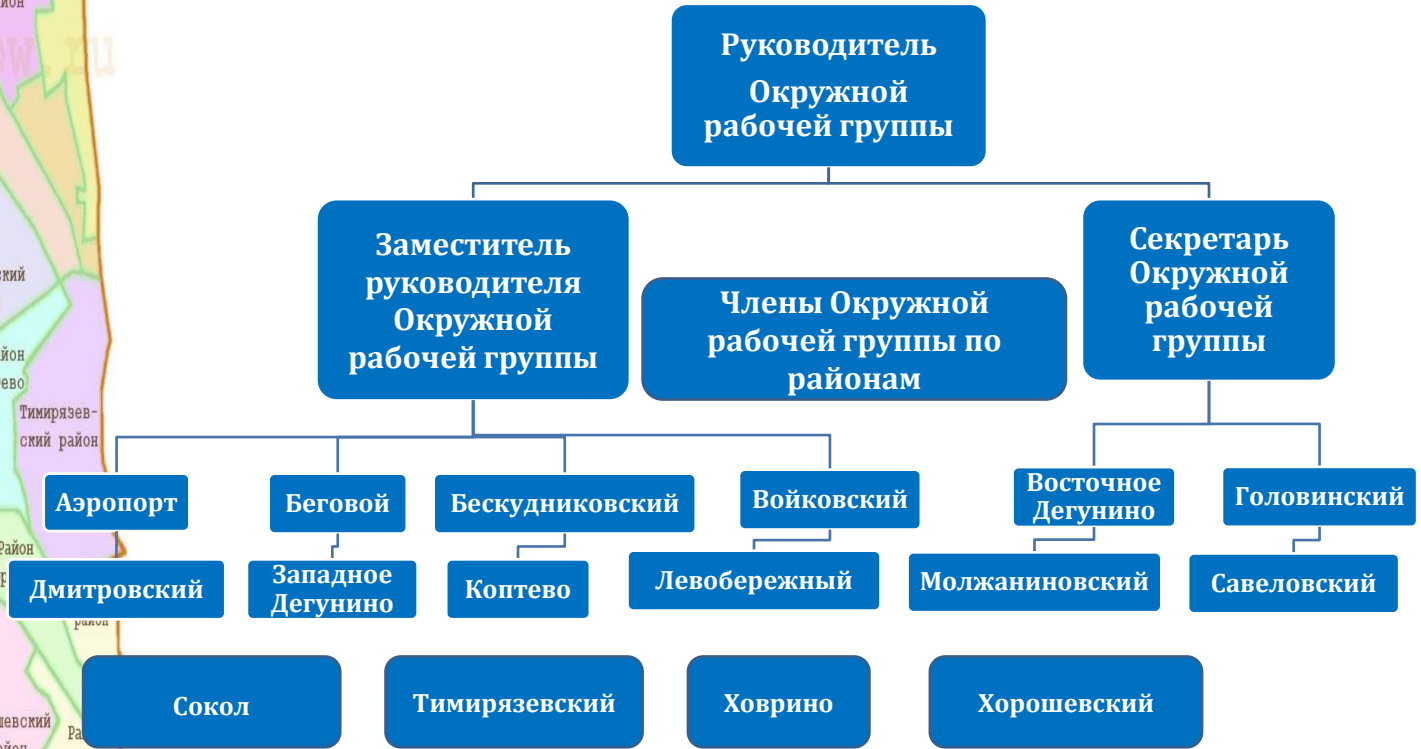 Руководитель
Окружной
рабочей группы
Заместитель
руководителя
Окружной
рабочей группы
Члены Окружной
рабочей группы по
районам
Секретарь
Окружной
рабочей
группы
Аэропорт
Беговой
Бескудниковский
Войковский
Восточное
Дегунино
Головинский
Дмитровский
Западное
Дегунино
Коптево
Левобережный
Молжаниновский
Савеловский
Сокол
Тимирязевский
Ховрино
Хорошевский
Тимирязев-
ский район
Район
район